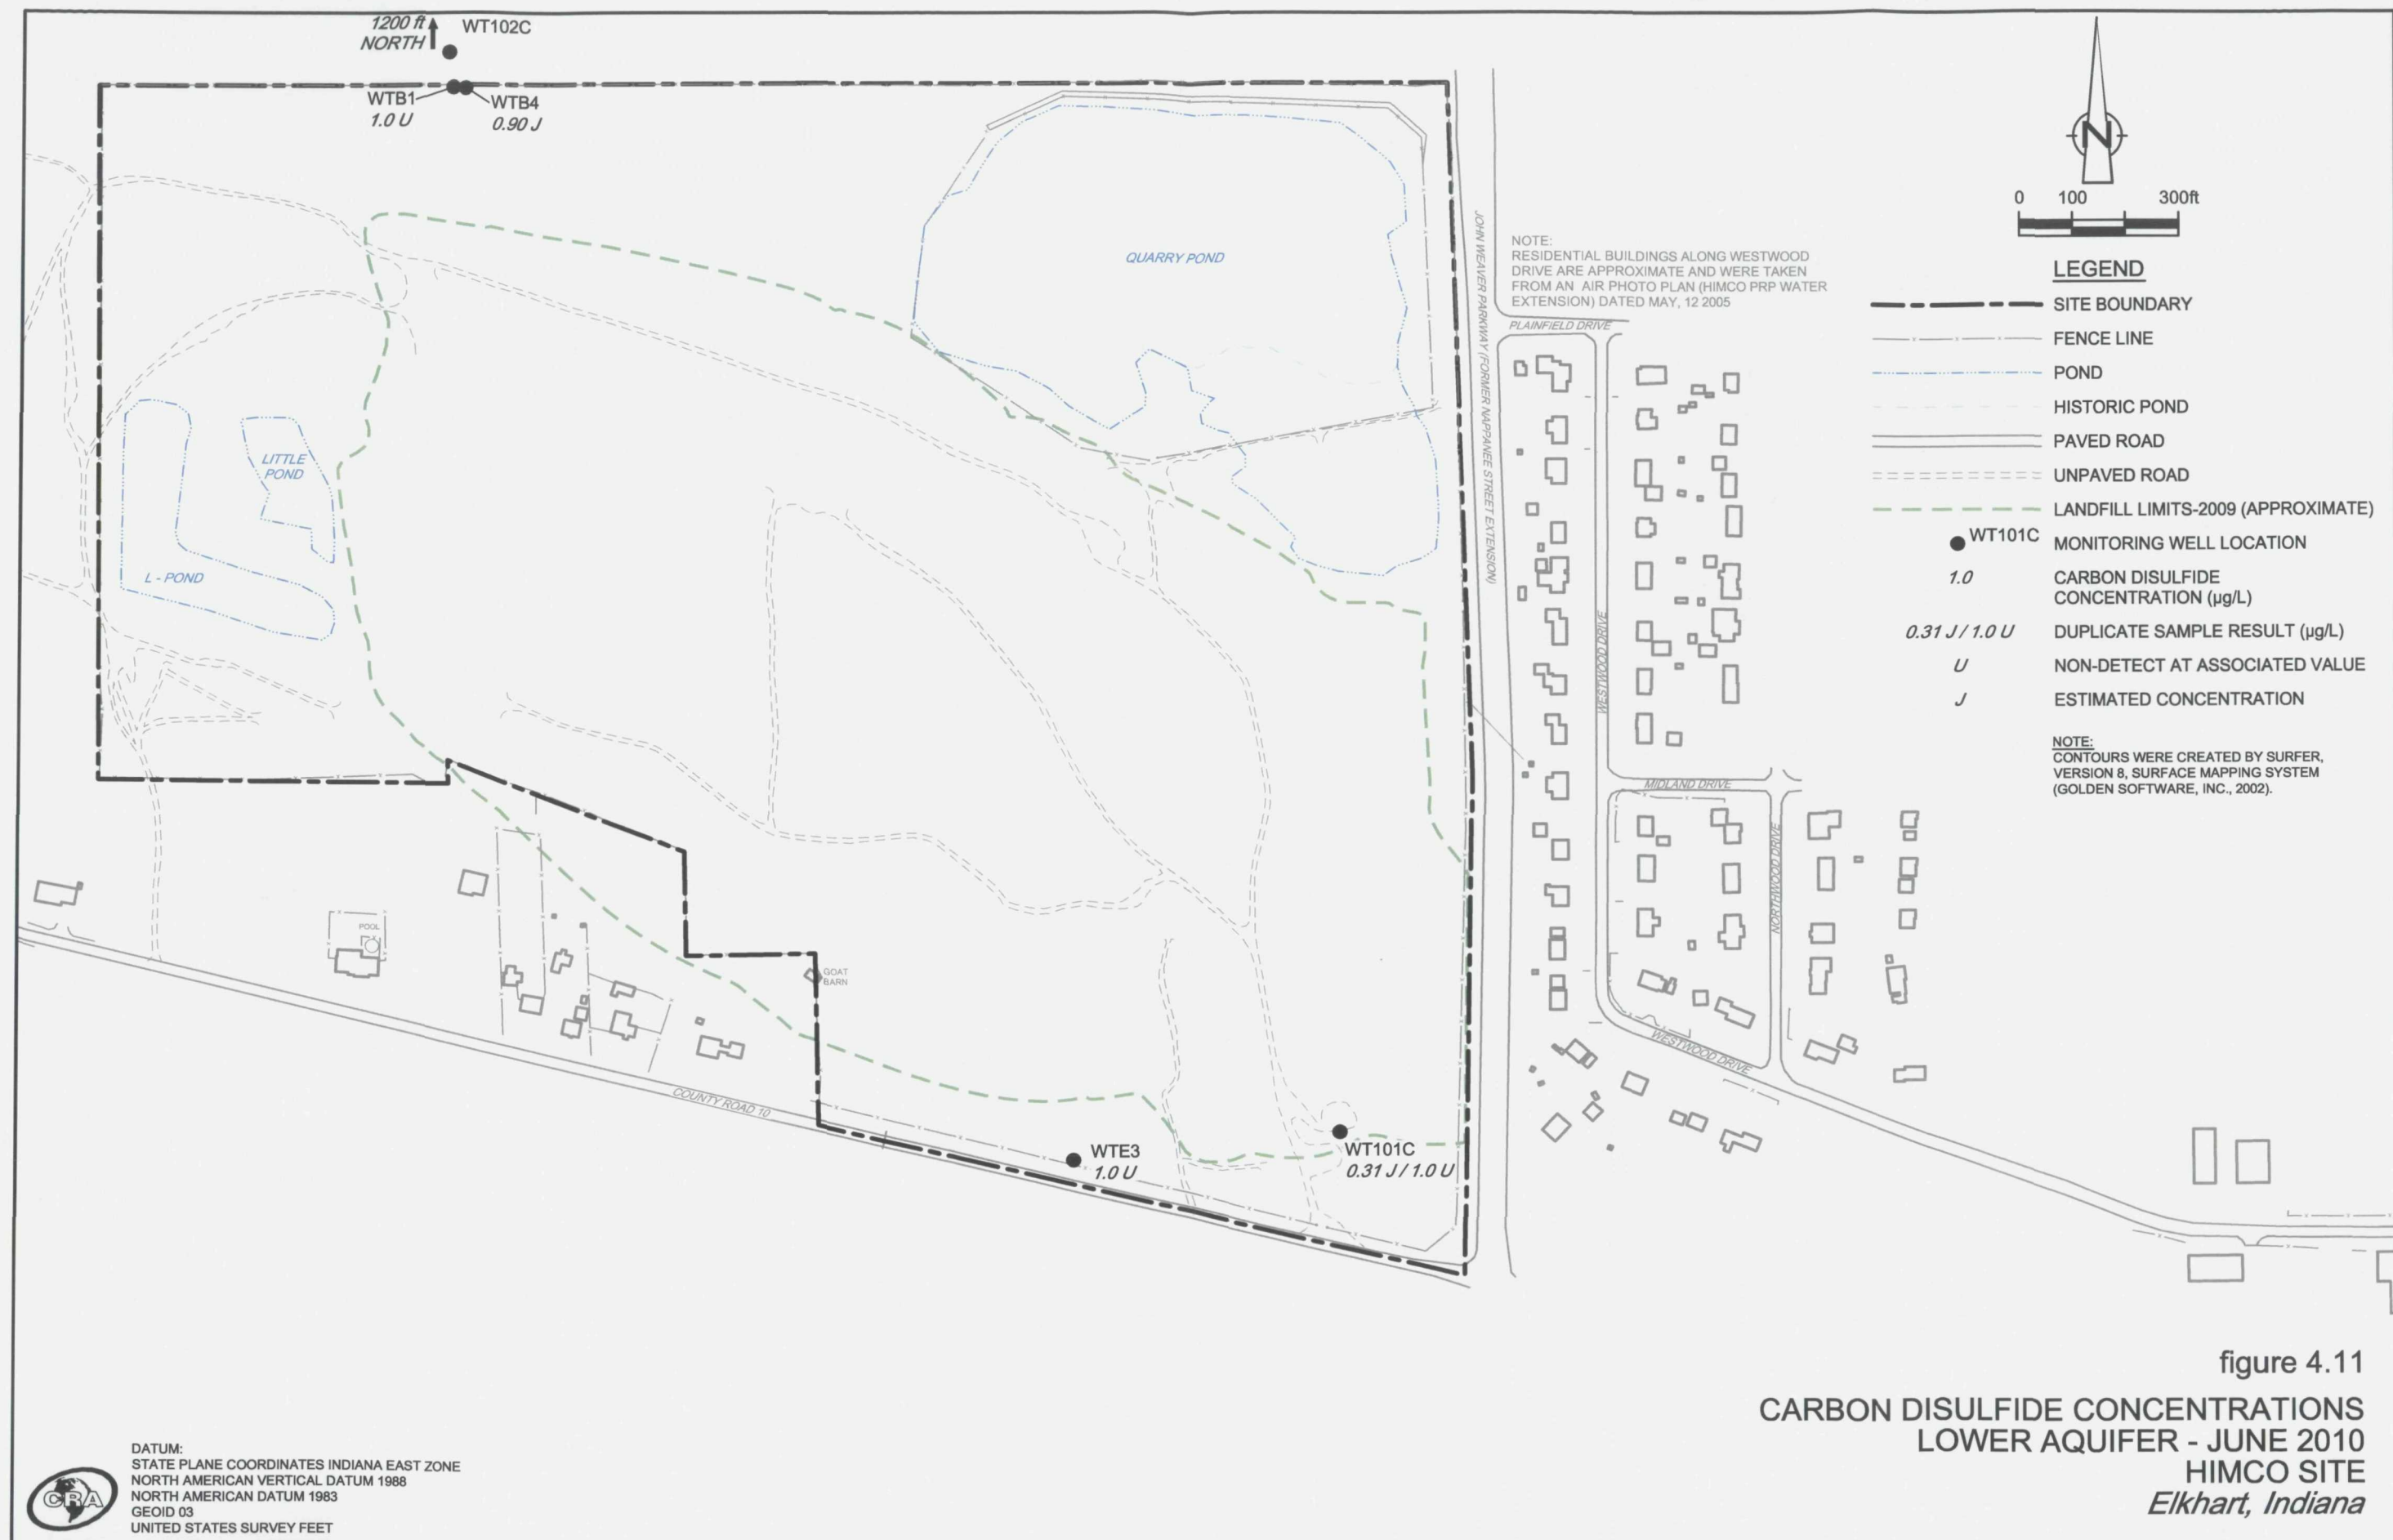 1200 ft
NORTH
WT102C
WTB1
1.0 U
WTB4
0.90 J
N
0 100 300ft
QUARRY POND
JOHN WEAVER PARKWAY (FORMER NAPPANEE STREET EXTENSION)
NOTE:
RESIDENTIAL BUILDINGS ALONG WESTWOOD
DRIVE ARE APPROXIMATE AND WERE TAKEN
FROM AN AIR PHOTO PLAN (HIMCO PRP WATER
EXTENSION) DATED MAY, 12 2005
PLAINFIELD DRIVE
LEGEND
SITE BOUNDARY
FENCE LINE
POND
HISTORIC POND
PAVED ROAD
UNPAVED ROAD
LANDFILL LIMITS-2009 (APPROXIMATE)
WT101C MONITORING WELL LOCATION
1.0 CARBON DISULFIDE
CONCENTRATION (µg/L)
0.31 J / 1.0 U DUPLICATE SAMPLE RESULT (µg/L)
U NON-DETECT AT ASSOCIATED VALUE
J ESTIMATED CONCENTRATION
NOTE:
CONTOURS WERE CREATED BY SURFER,
VERSION 8, SURFACE MAPPING SYSTEM
(GOLDEN SOFTWARE, INC., 2002).
LITTLE
POND
L - POND
WESTWOOD DRIVE
MIDLAND DRIVE
NORTHWOOD DRIVE
WESTWOOD DRIVE
POOL
GOAT
BARN
COUNTY ROAD 10
WTE3
1.0 U
WT101C
0.31 J / 1.0 U
figure 4.11
CARBON DISULFIDE CONCENTRATIONS
LOWER AQUIFER - JUNE 2010
HIMCO SITE
Elkhart, Indiana
CRA
DATUM:
STATE PLANE COORDINATES INDIANA EAST ZONE
NORTH AMERICAN VERTICAL DATUM 1988
NORTH AMERICAN DATUM 1983
GEOID 03
UNITED STATES SURVEY FEET